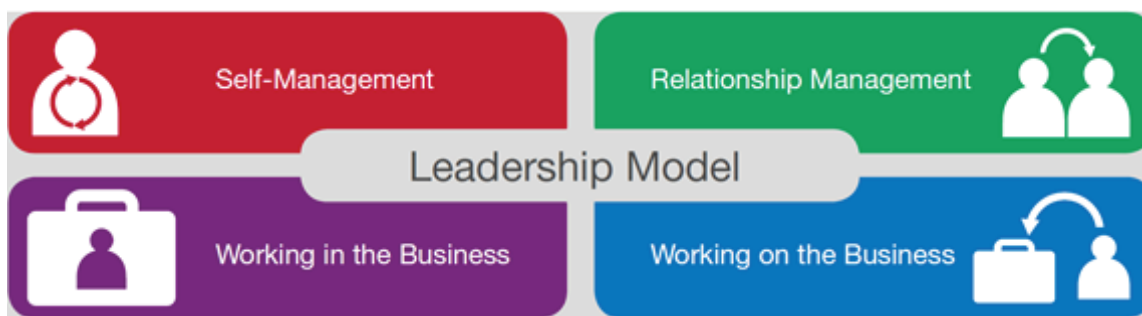 Self-Management
Relationship Management
Leadership Model
Working in the Business
Working on the Business